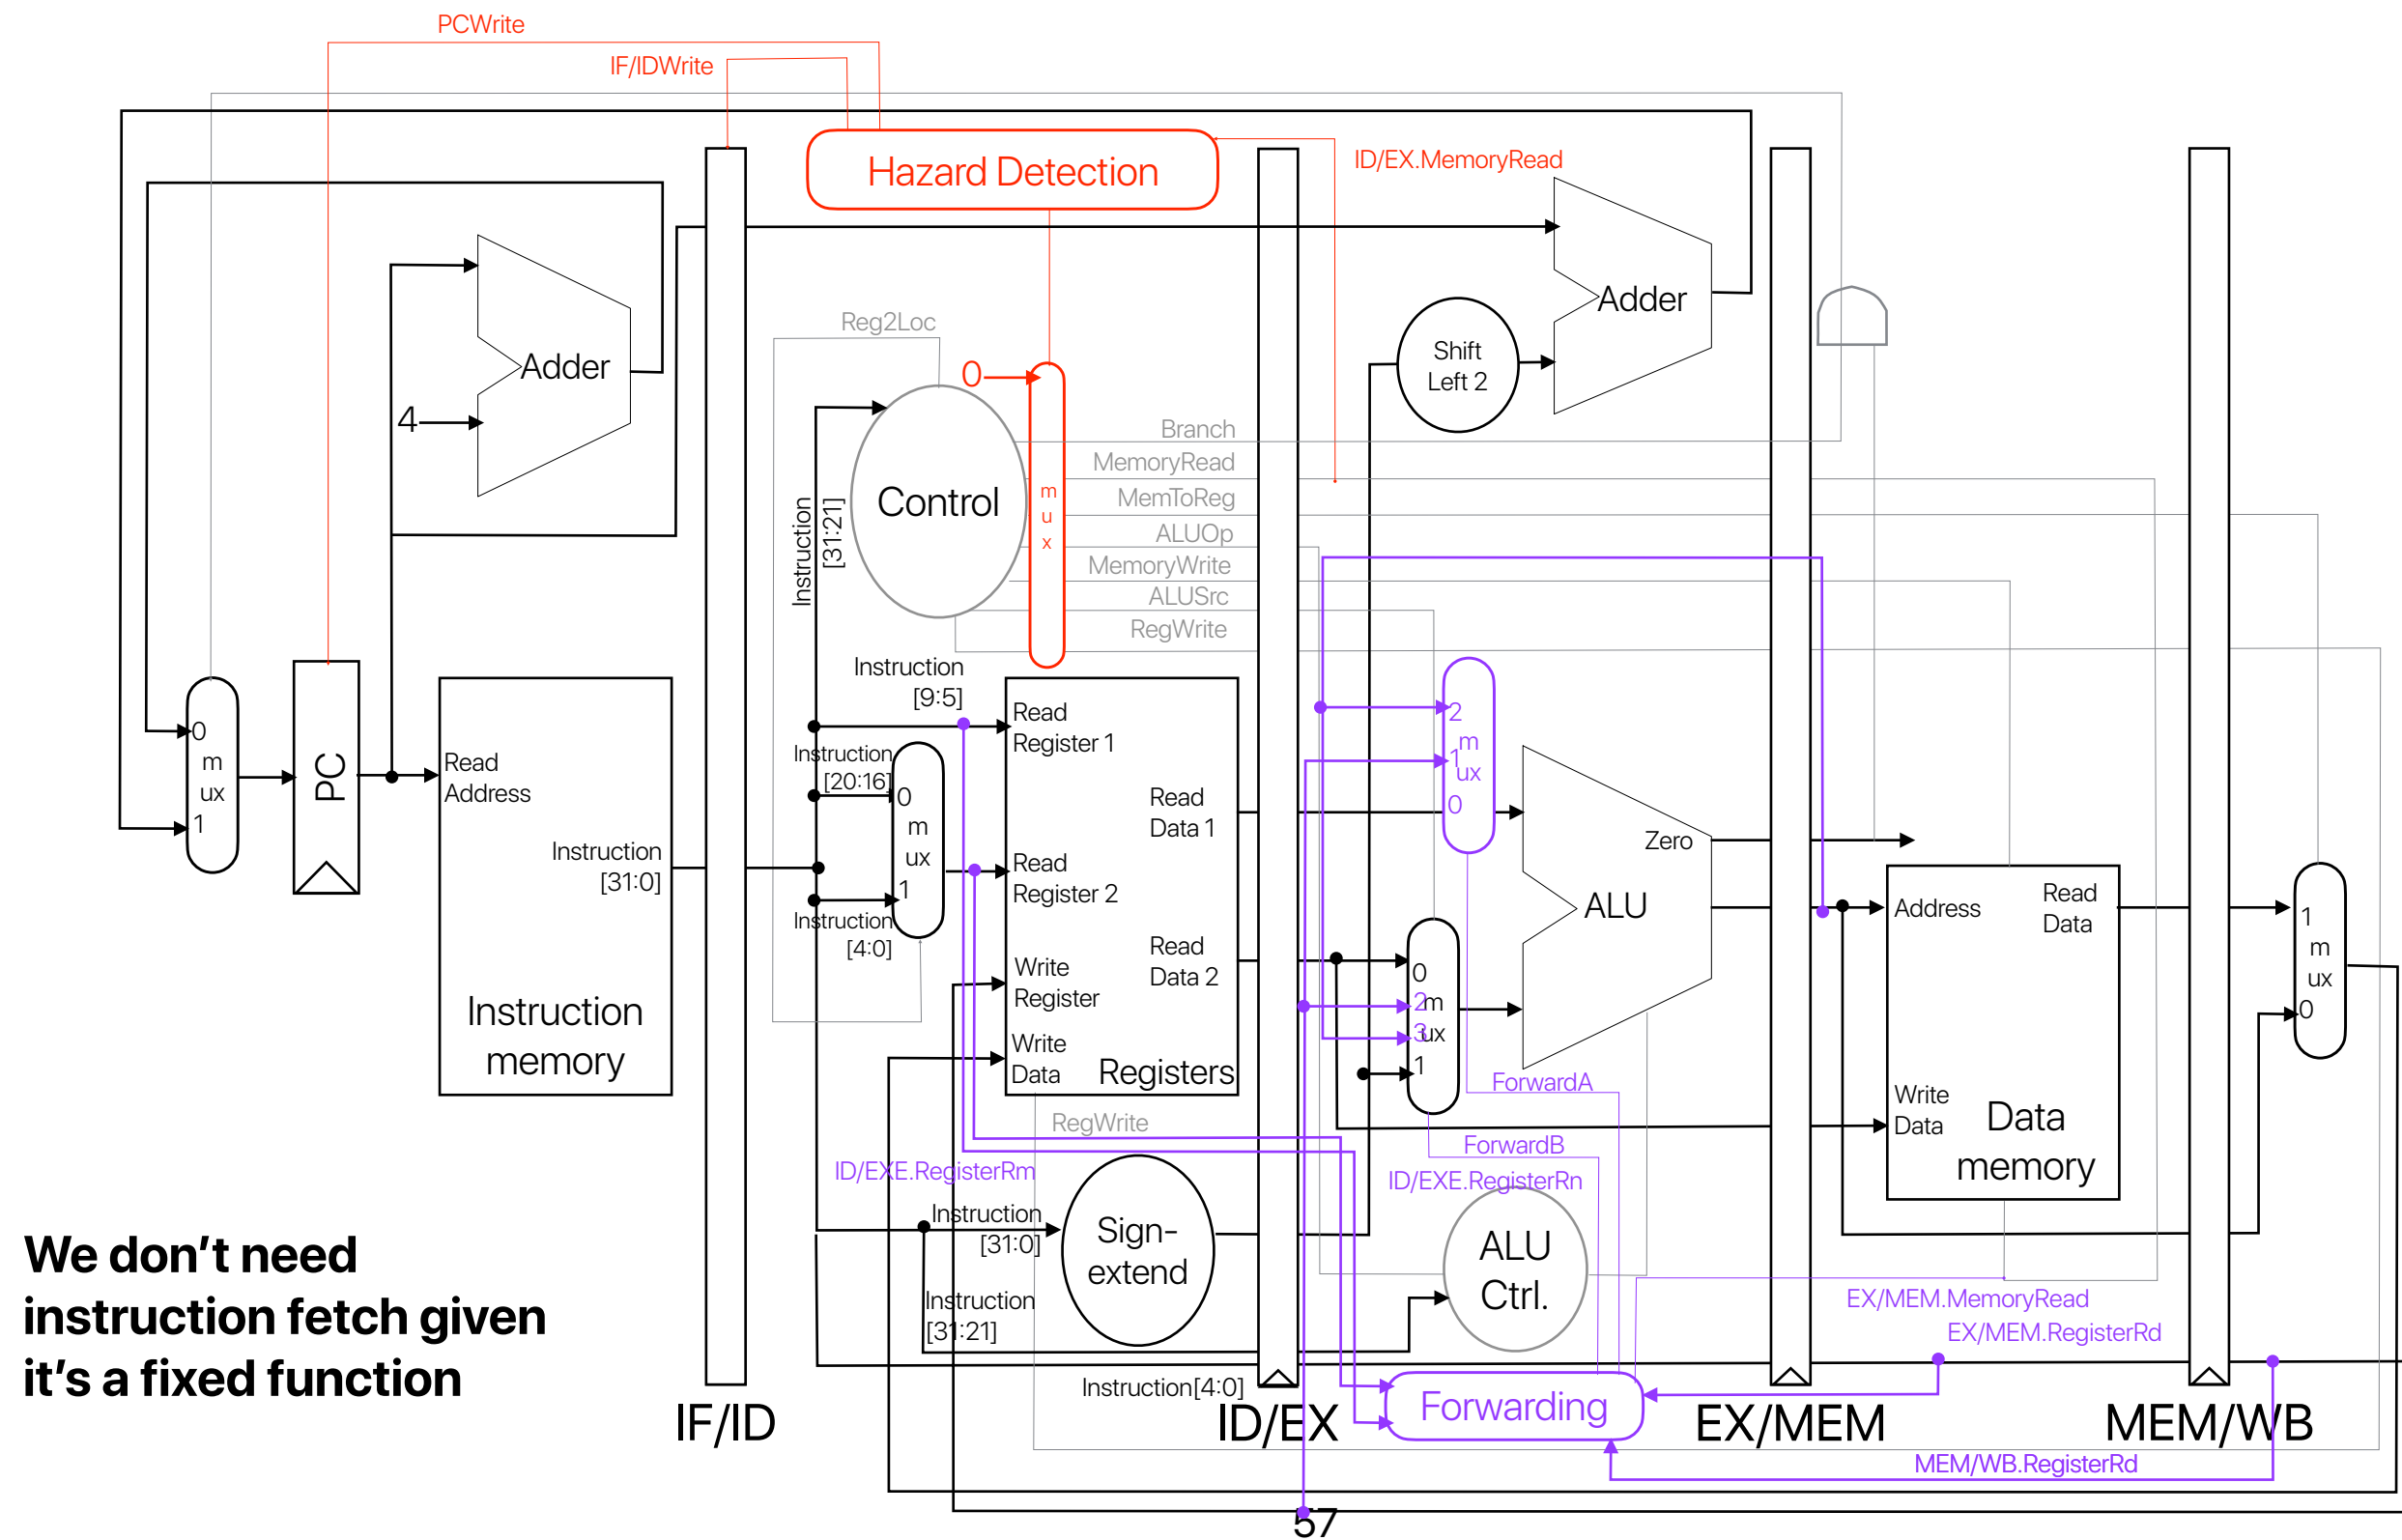 PCWrite
IF/IDWrite
Hazard Detection
ID/EX.MemoryRead
Adder
4
Adder
Shift
Left 2
Reg2Loc
0
Control
m
u
x
Branch
MemoryRead
MemToReg
ALUOp
MemoryWrite
ALUSrc
RegWrite
Instruction
[31:21]
0
m
ux
1
PC
Read
Address
Instruction
[31:0]
Instruction
memory
Instruction
[9:5]
Instruction
[20:16]
0
m
ux
1
Instruction
[4:0]
Read
Register 1
Read
Data 1
Read
Register 2
Read
Data 2
Write
Register
Write
Data
Registers
RegWrite
2
m
1
ux
0
0
2
m
3
ux
1
Zero
ALU
ForwardA
ForwardB
ID/EXE.RegisterRm
ID/EXE.RegisterRn
Address
Read
Data
Write
Data
Data
memory
1
m
ux
0
Instruction
[31:0]
Sign-
extend
Instruction
[31:21]
ALU
Ctrl.
EX/MEM.MemoryRead
EX/MEM.RegisterRd
Instruction[4:0]
Forwarding
MEM/WB.RegisterRd
IF/ID
ID/EX
EX/MEM
MEM/WB
We don’t need
instruction fetch given
it’s a fixed function
57